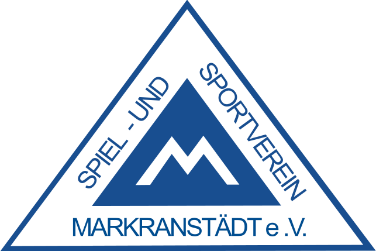 SPIEL - UND
SPORTVEREIN
M
MARKRANSTÄDT e .V.